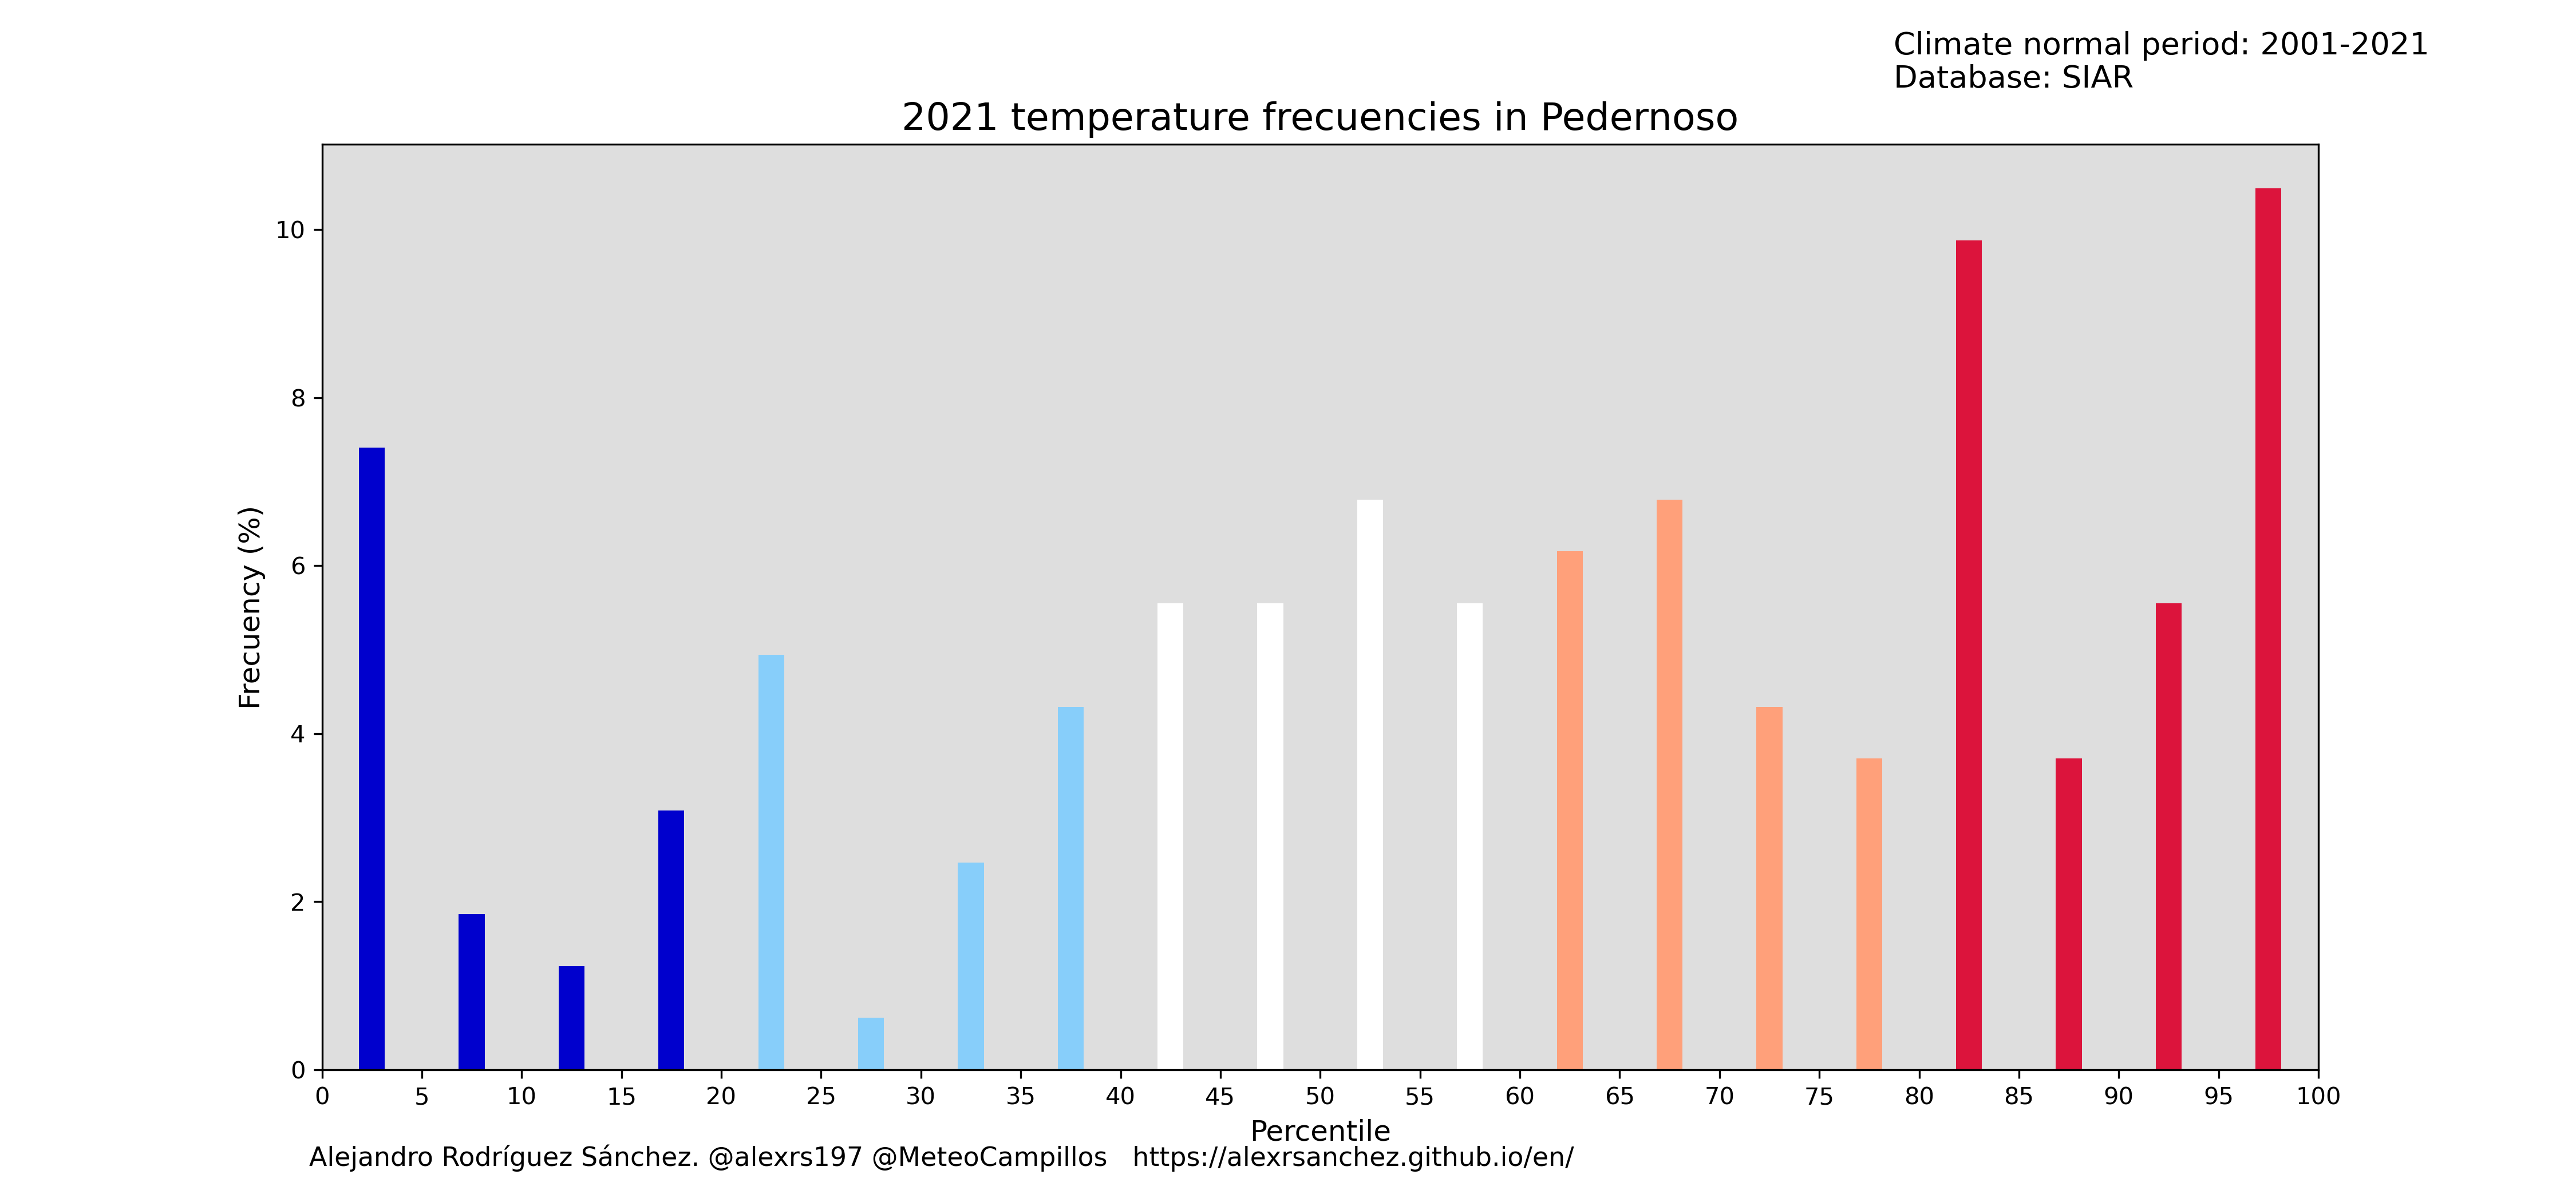 Climate normal period: 2001-2021
Database: SIAR
2021 temperature frecuencies in Pedernoso
Frecuency (%)
10
8
6
4
2
0
0 5 10 15 20 25 30 35 40 45 50 55 60 65 70 75 80 85 90 95 100
Percentile
Alejandro Rodríguez Sánchez. @alexrs197 @MeteoCampillos https://alexrsanchez.github.io/en/